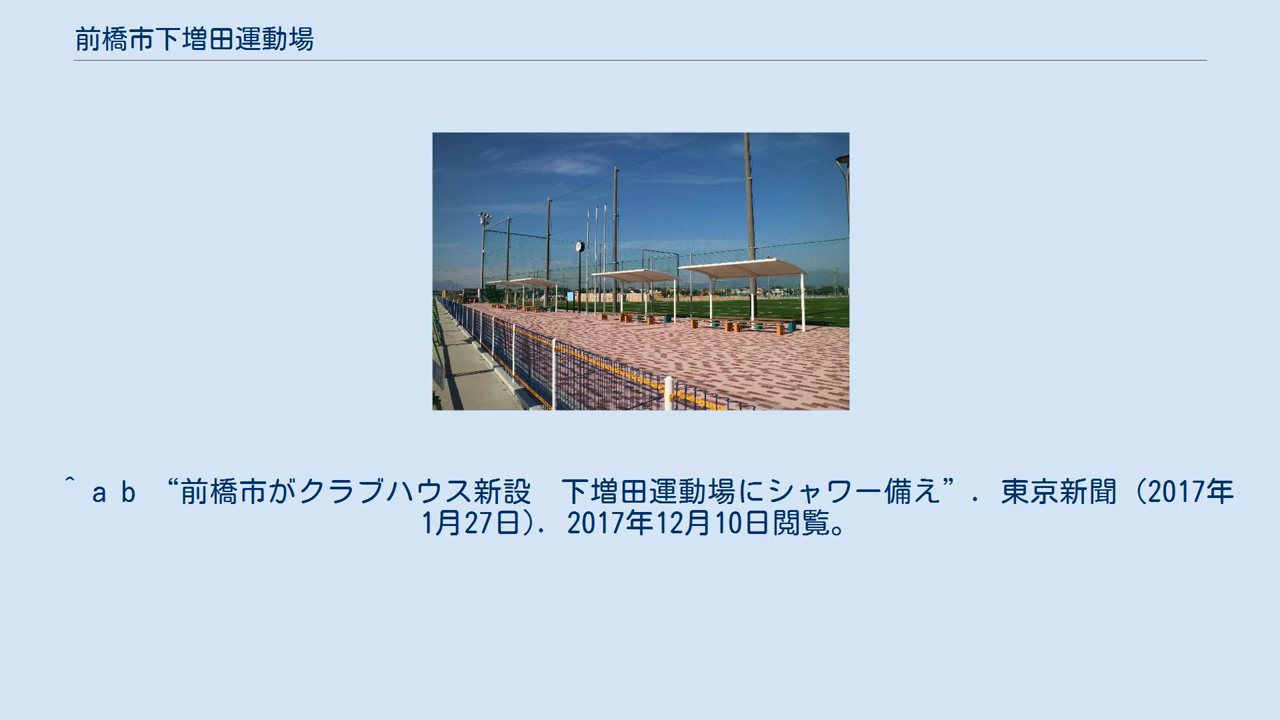 前橋市下増田運動場
^ a b “前橋市がクラブハウス新設　下増田運動場にシャワー備え”. 東京新聞 (2017年
1月27日). 2017年12月10日閲覧。